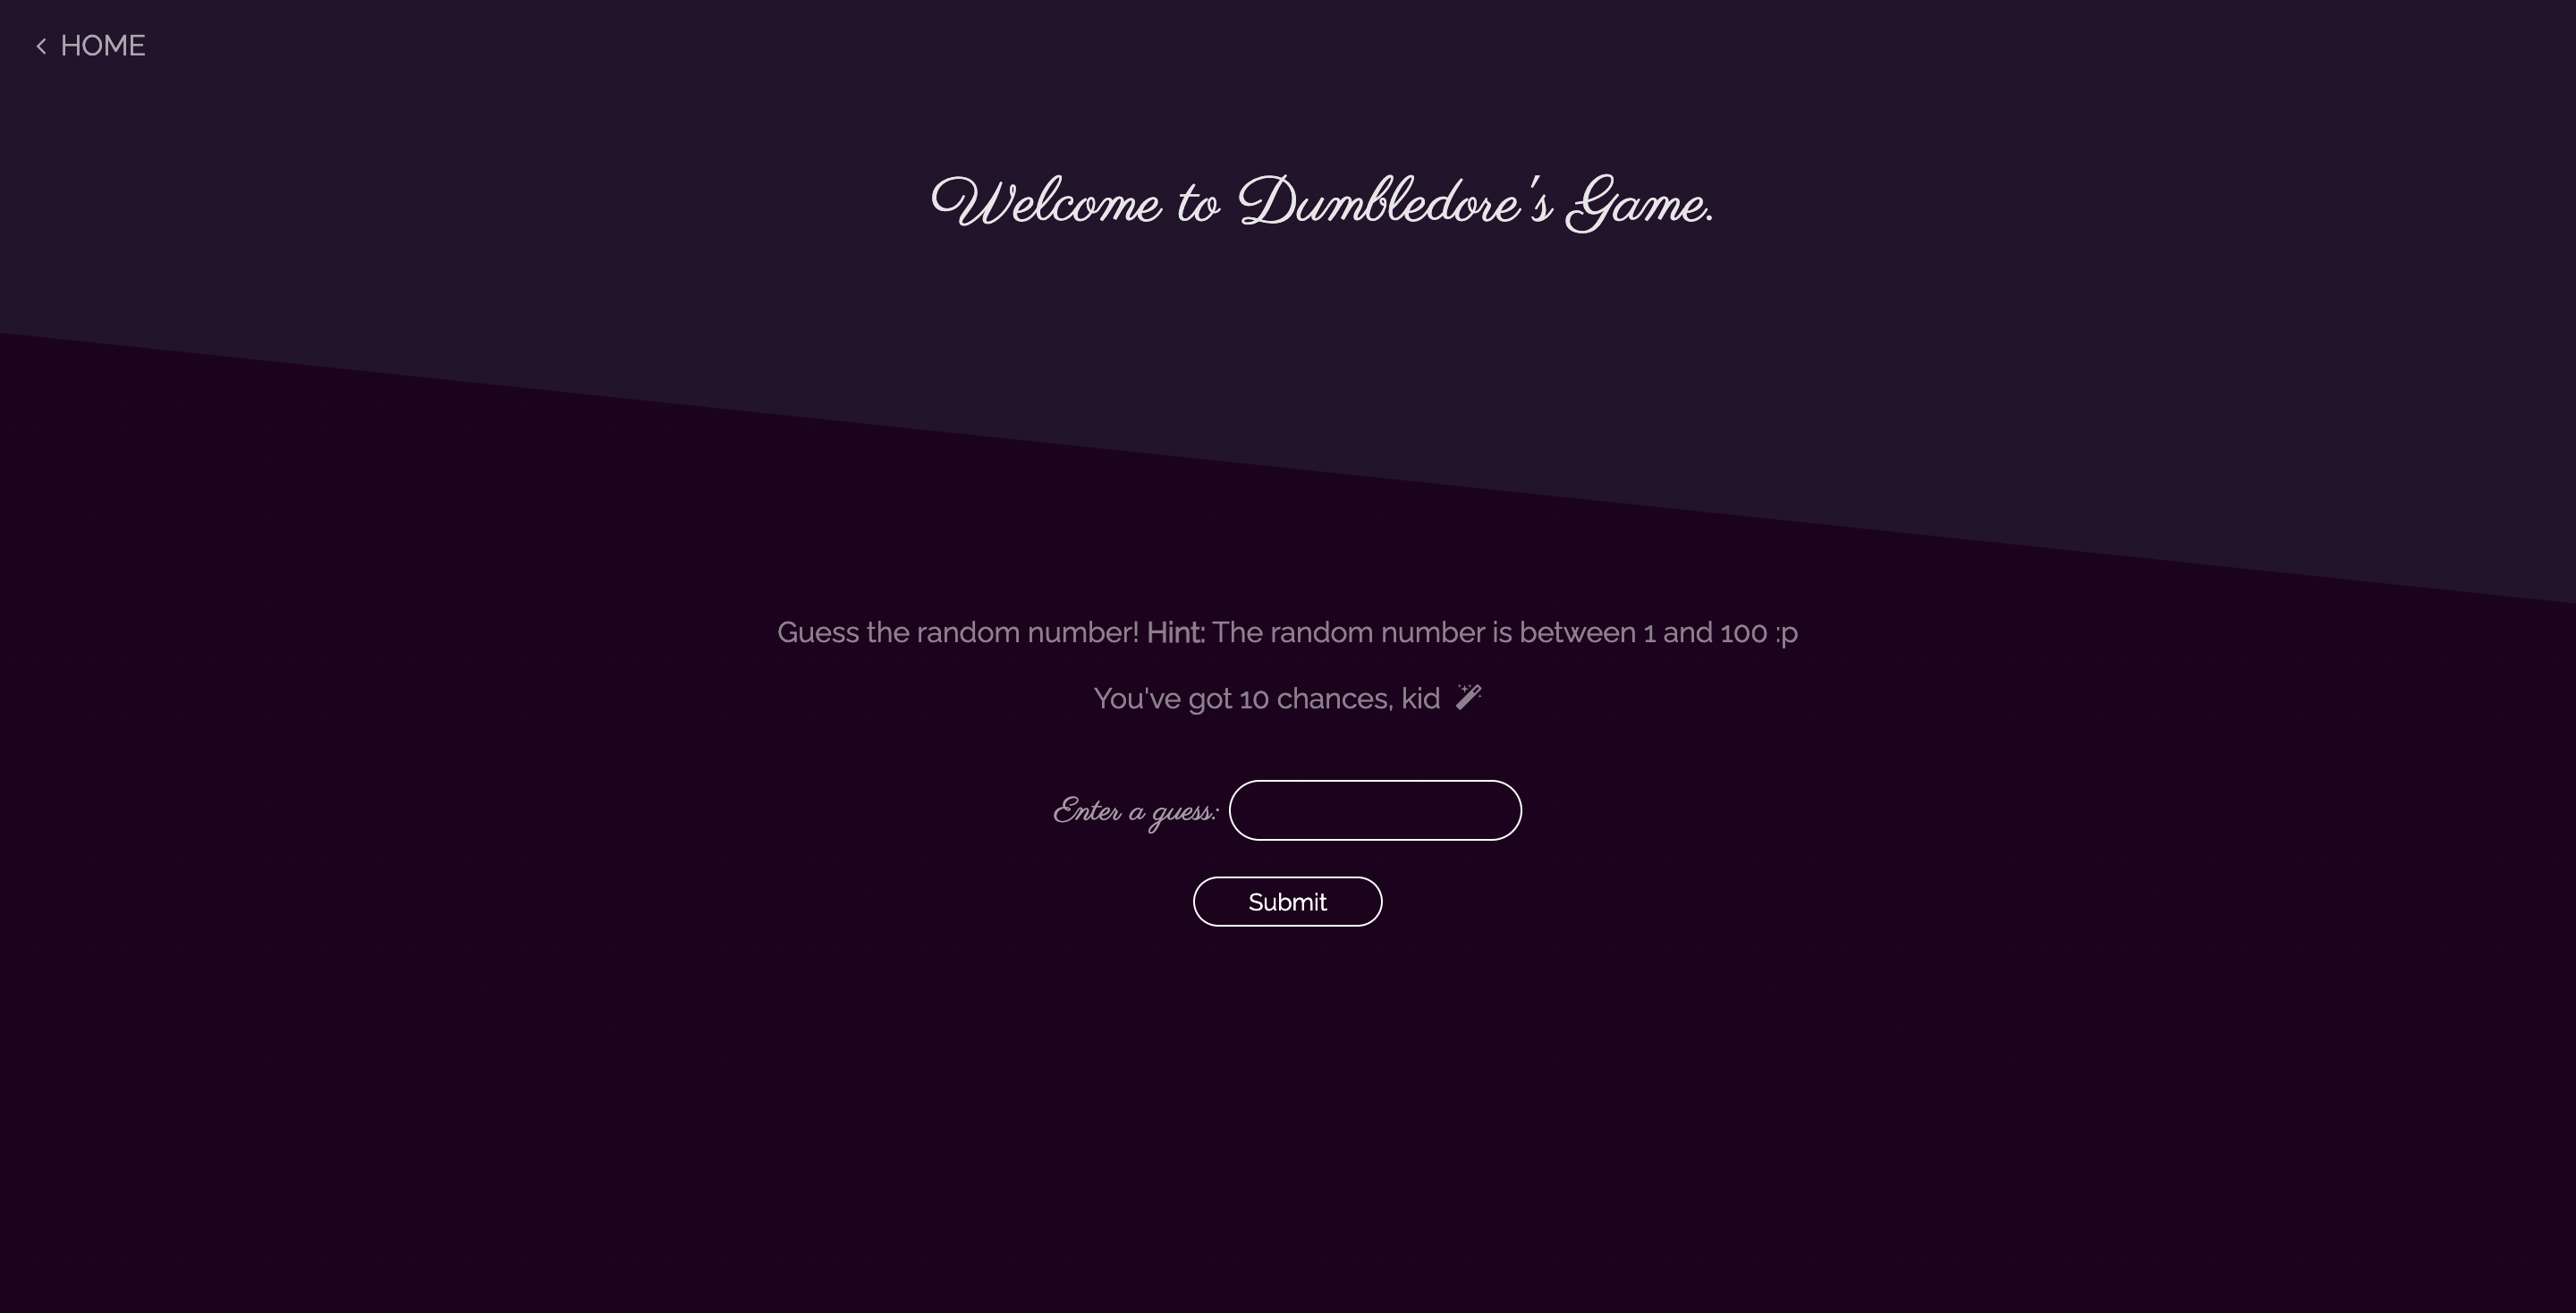 HOME
Welcome to Dumbledore's Game.
Guess the random number! Hint: The random number is between 1 and 100 :p
You've got 10 chances, kid
Enter a guess:
Submit